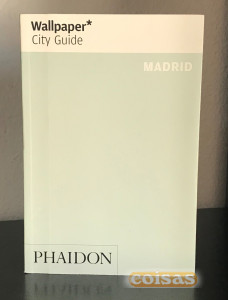 Wallpaper*
City Guide
MADRID
PHAIDON
coisas